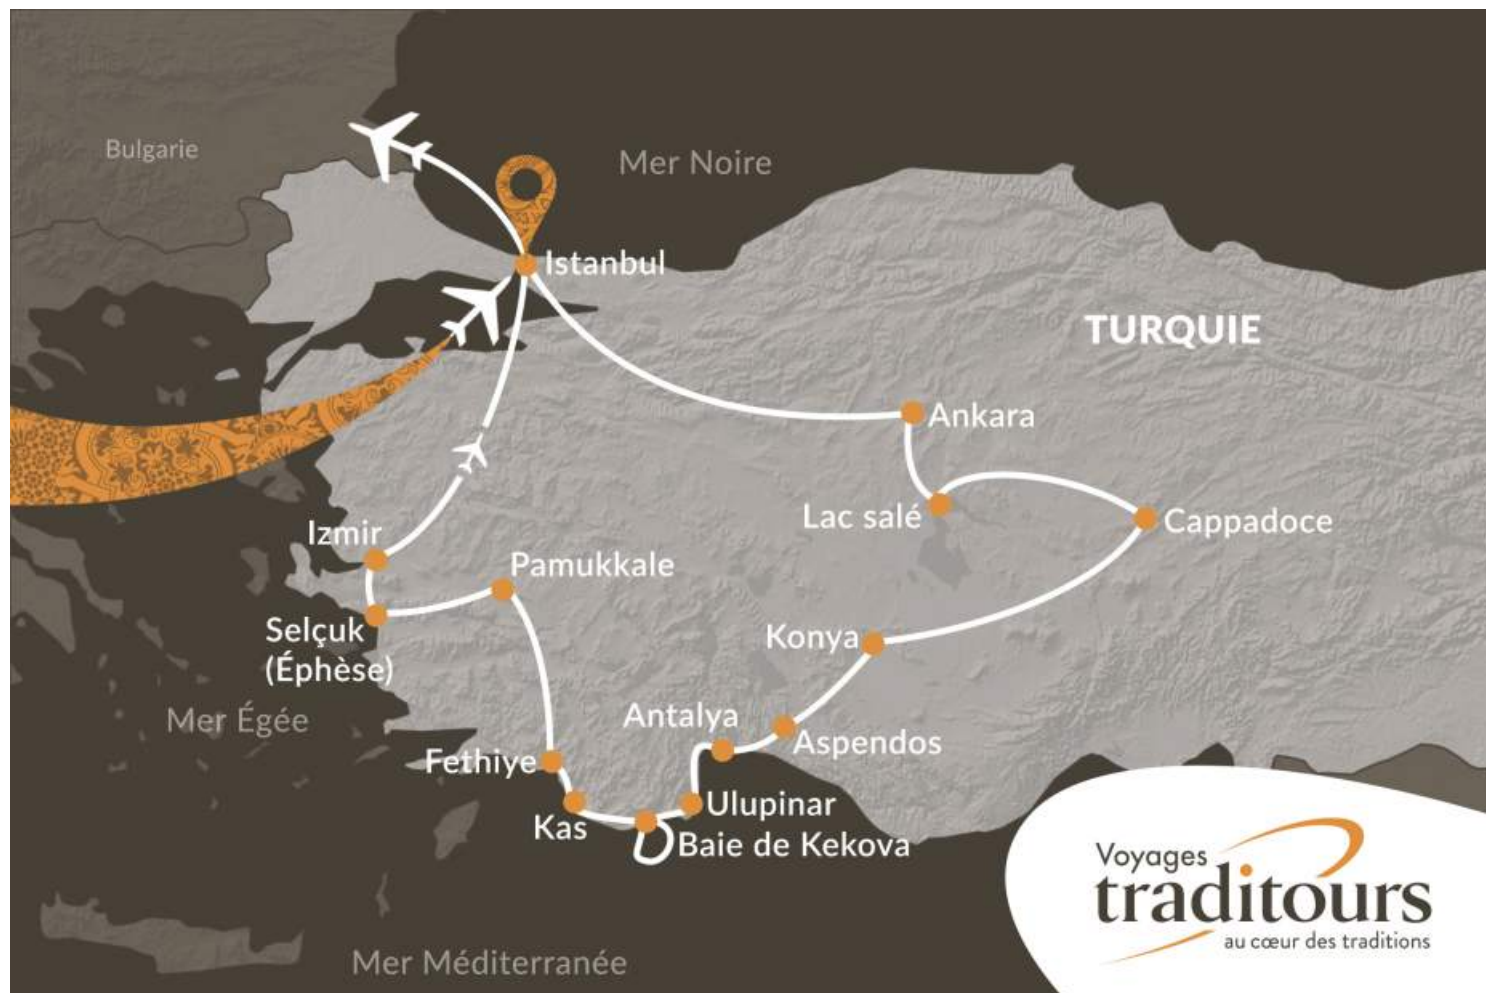 Bulgarie
Mer Noire
Istanbul
TURQUIE
Ankara
Lac salé
Cappadoce
Izmir
Pamukkale
Selçuk
(Éphèse)
Konya
Mer Égée
Antalya
Aspendos
Fethiye
Kas
Ulupinar
Baie de Kekova
Mer Méditerranée
Voyages
traditours
au cœur des traditions